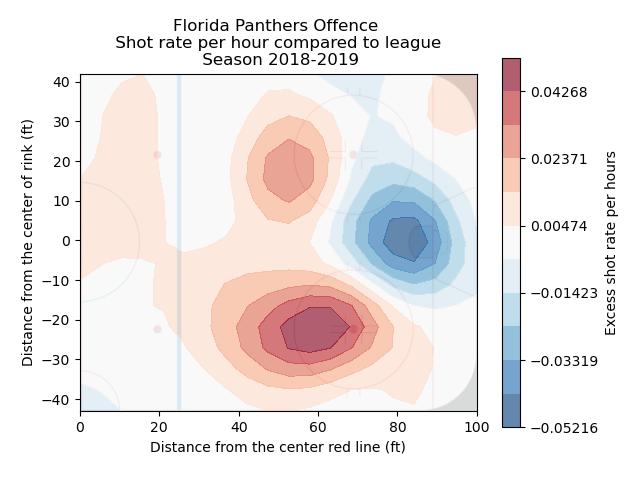 Florida Panthers Offence
Shot rate per hour compared to league
Season 2018-2019
40
30
20
10
0
−10
−20
−30
−40
Distance from the center of rink (ft)
0 20 40 60 80 100
Distance from the center red line (ft)
0.04268
0.02371
0.00474
−0.01423
−0.03319
−0.05216
Excess shot rate per hours